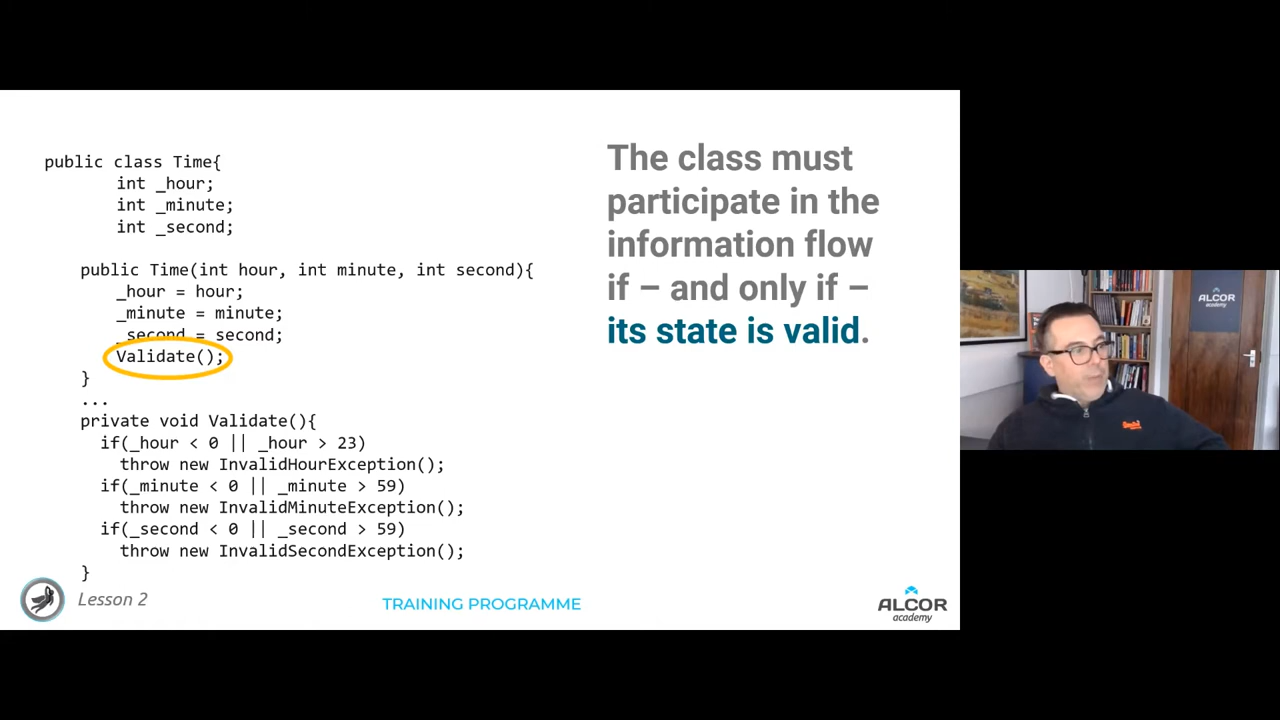 public class Time{
int _hour;
int _minute;
int _second;
public Time(int hour, int minute, int second){
_hour = hour;
_minute = minute;
_second = second;
Validate();
}
...
private void Validate(){
if(_hour < 0 || _hour > 23)
throw new InvalidHourException();
if(_minute < 0 || _minute > 59)
throw new InvalidMinuteException();
if(_second < 0 || _second > 59)
throw new InvalidSecondException();
}
The class must
participate in the
information flow
if – and only if –
its state is valid.
Lesson 2
TRAINING PROGRAMME
ALCOR
academy
ALCOR
academy